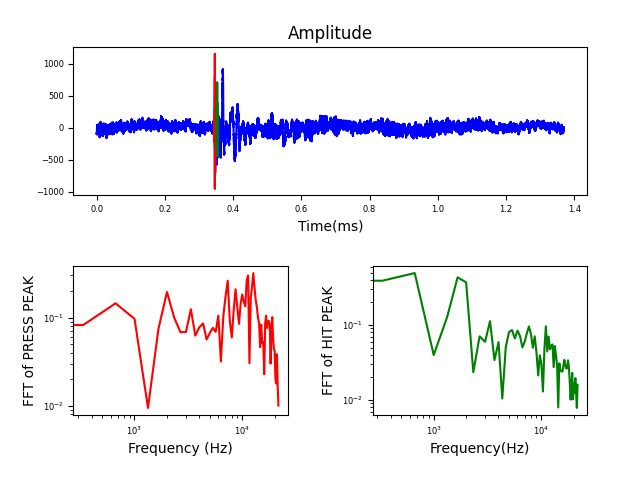 Amplitude
1000
500
0
−500
−1000
0.0 0.2 0.4 0.6 0.8 1.0 1.2 1.4
Time(ms)
FFT of PRESS PEAK
10⁻¹
10⁻²
10³ 10⁴
Frequency (Hz)
FFT of HIT PEAK
10⁻¹
10⁻²
10³ 10⁴
Frequency(Hz)